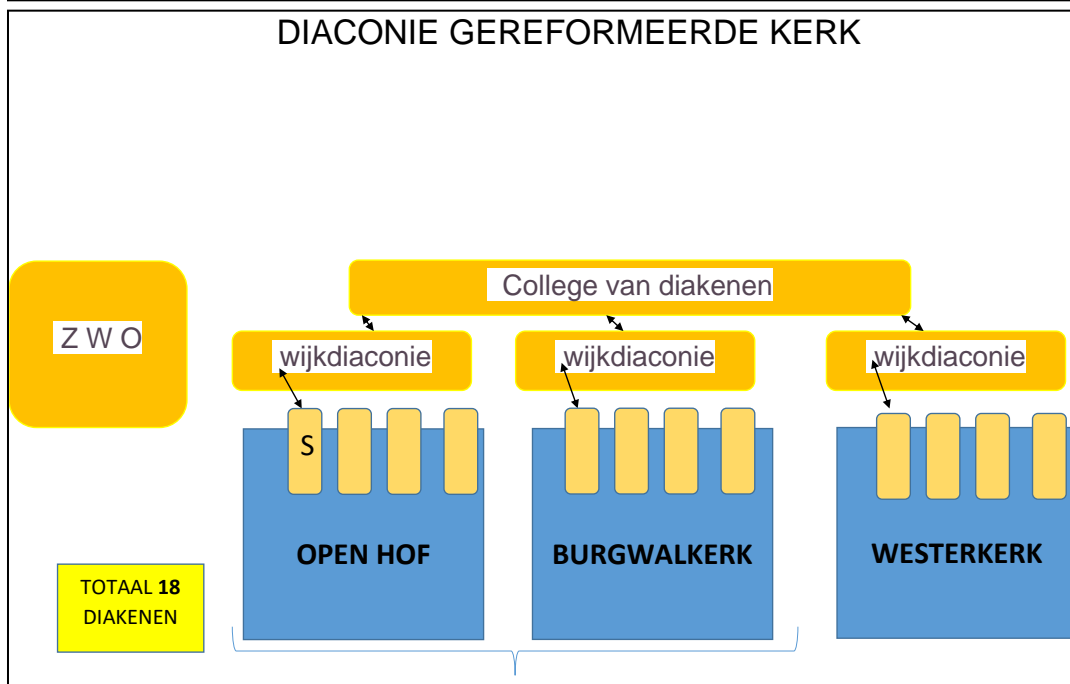 DIACONIE GEREFORMEERDE KERK
College van diakenen
Z W O
wijkdiaconie
wijkdiaconie
wijkdiaconie
S
OPEN HOF
BURGWALKERK
WESTERKERK
TOTAAL 18
DIAKENEN